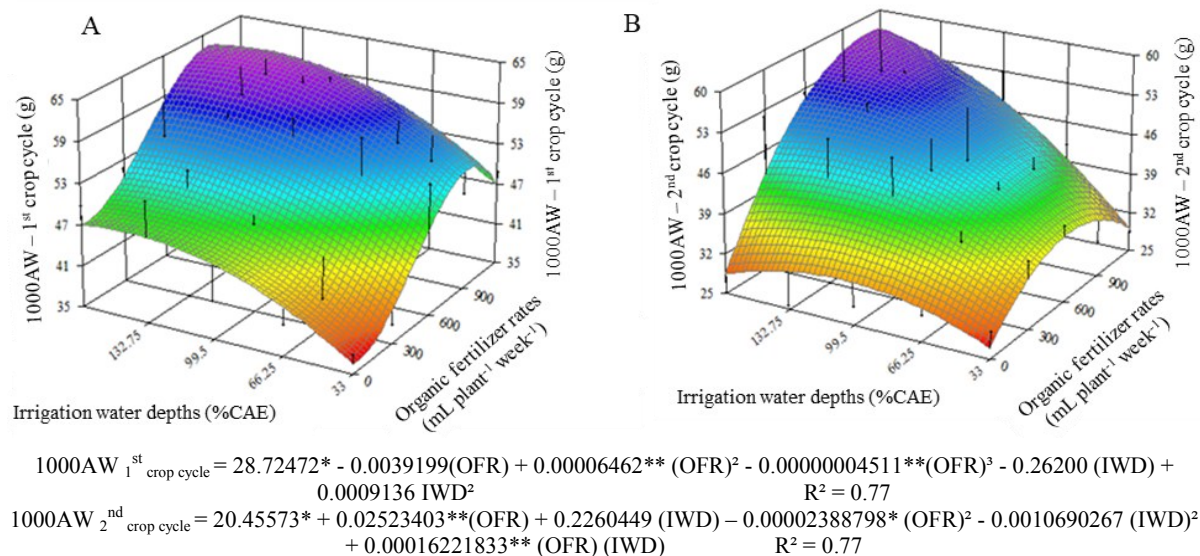 A
B
1000AW – 1st crop cycle (g)
65
59
53
47
41
35
65
59
53
47
41
35
1000AW – 1st crop cycle (g)
132.75
99.5
66.25
33
0
300
600
900
Irrigation water depths (%CAE)
Organic fertilizer rates
(mL plant⁻¹ week⁻¹)
1000AW – 2nd crop cycle (g)
60
53
46
39
32
25
60
53
46
39
32
25
1000AW – 2nd crop cycle (g)
132.75
99.5
66.25
33
0
300
600
900
Irrigation water depths (%CAE)
Organic fertilizer rates
(mL plant⁻¹ week⁻¹)
1000AW 1st crop cycle = 28.72472* - 0.0039199(OFR) + 0.00006462** (OFR)² - 0.00000004511**(OFR)³ - 0.26200 (IWD) +
0.0009136 IWD² R² = 0.77
1000AW 2nd crop cycle = 20.45573* + 0.02523403**(OFR) + 0.2260449 (IWD) – 0.00002388798* (OFR)² - 0.0010690267 (IWD)²
+ 0.00016221833** (OFR) (IWD) R² = 0.77